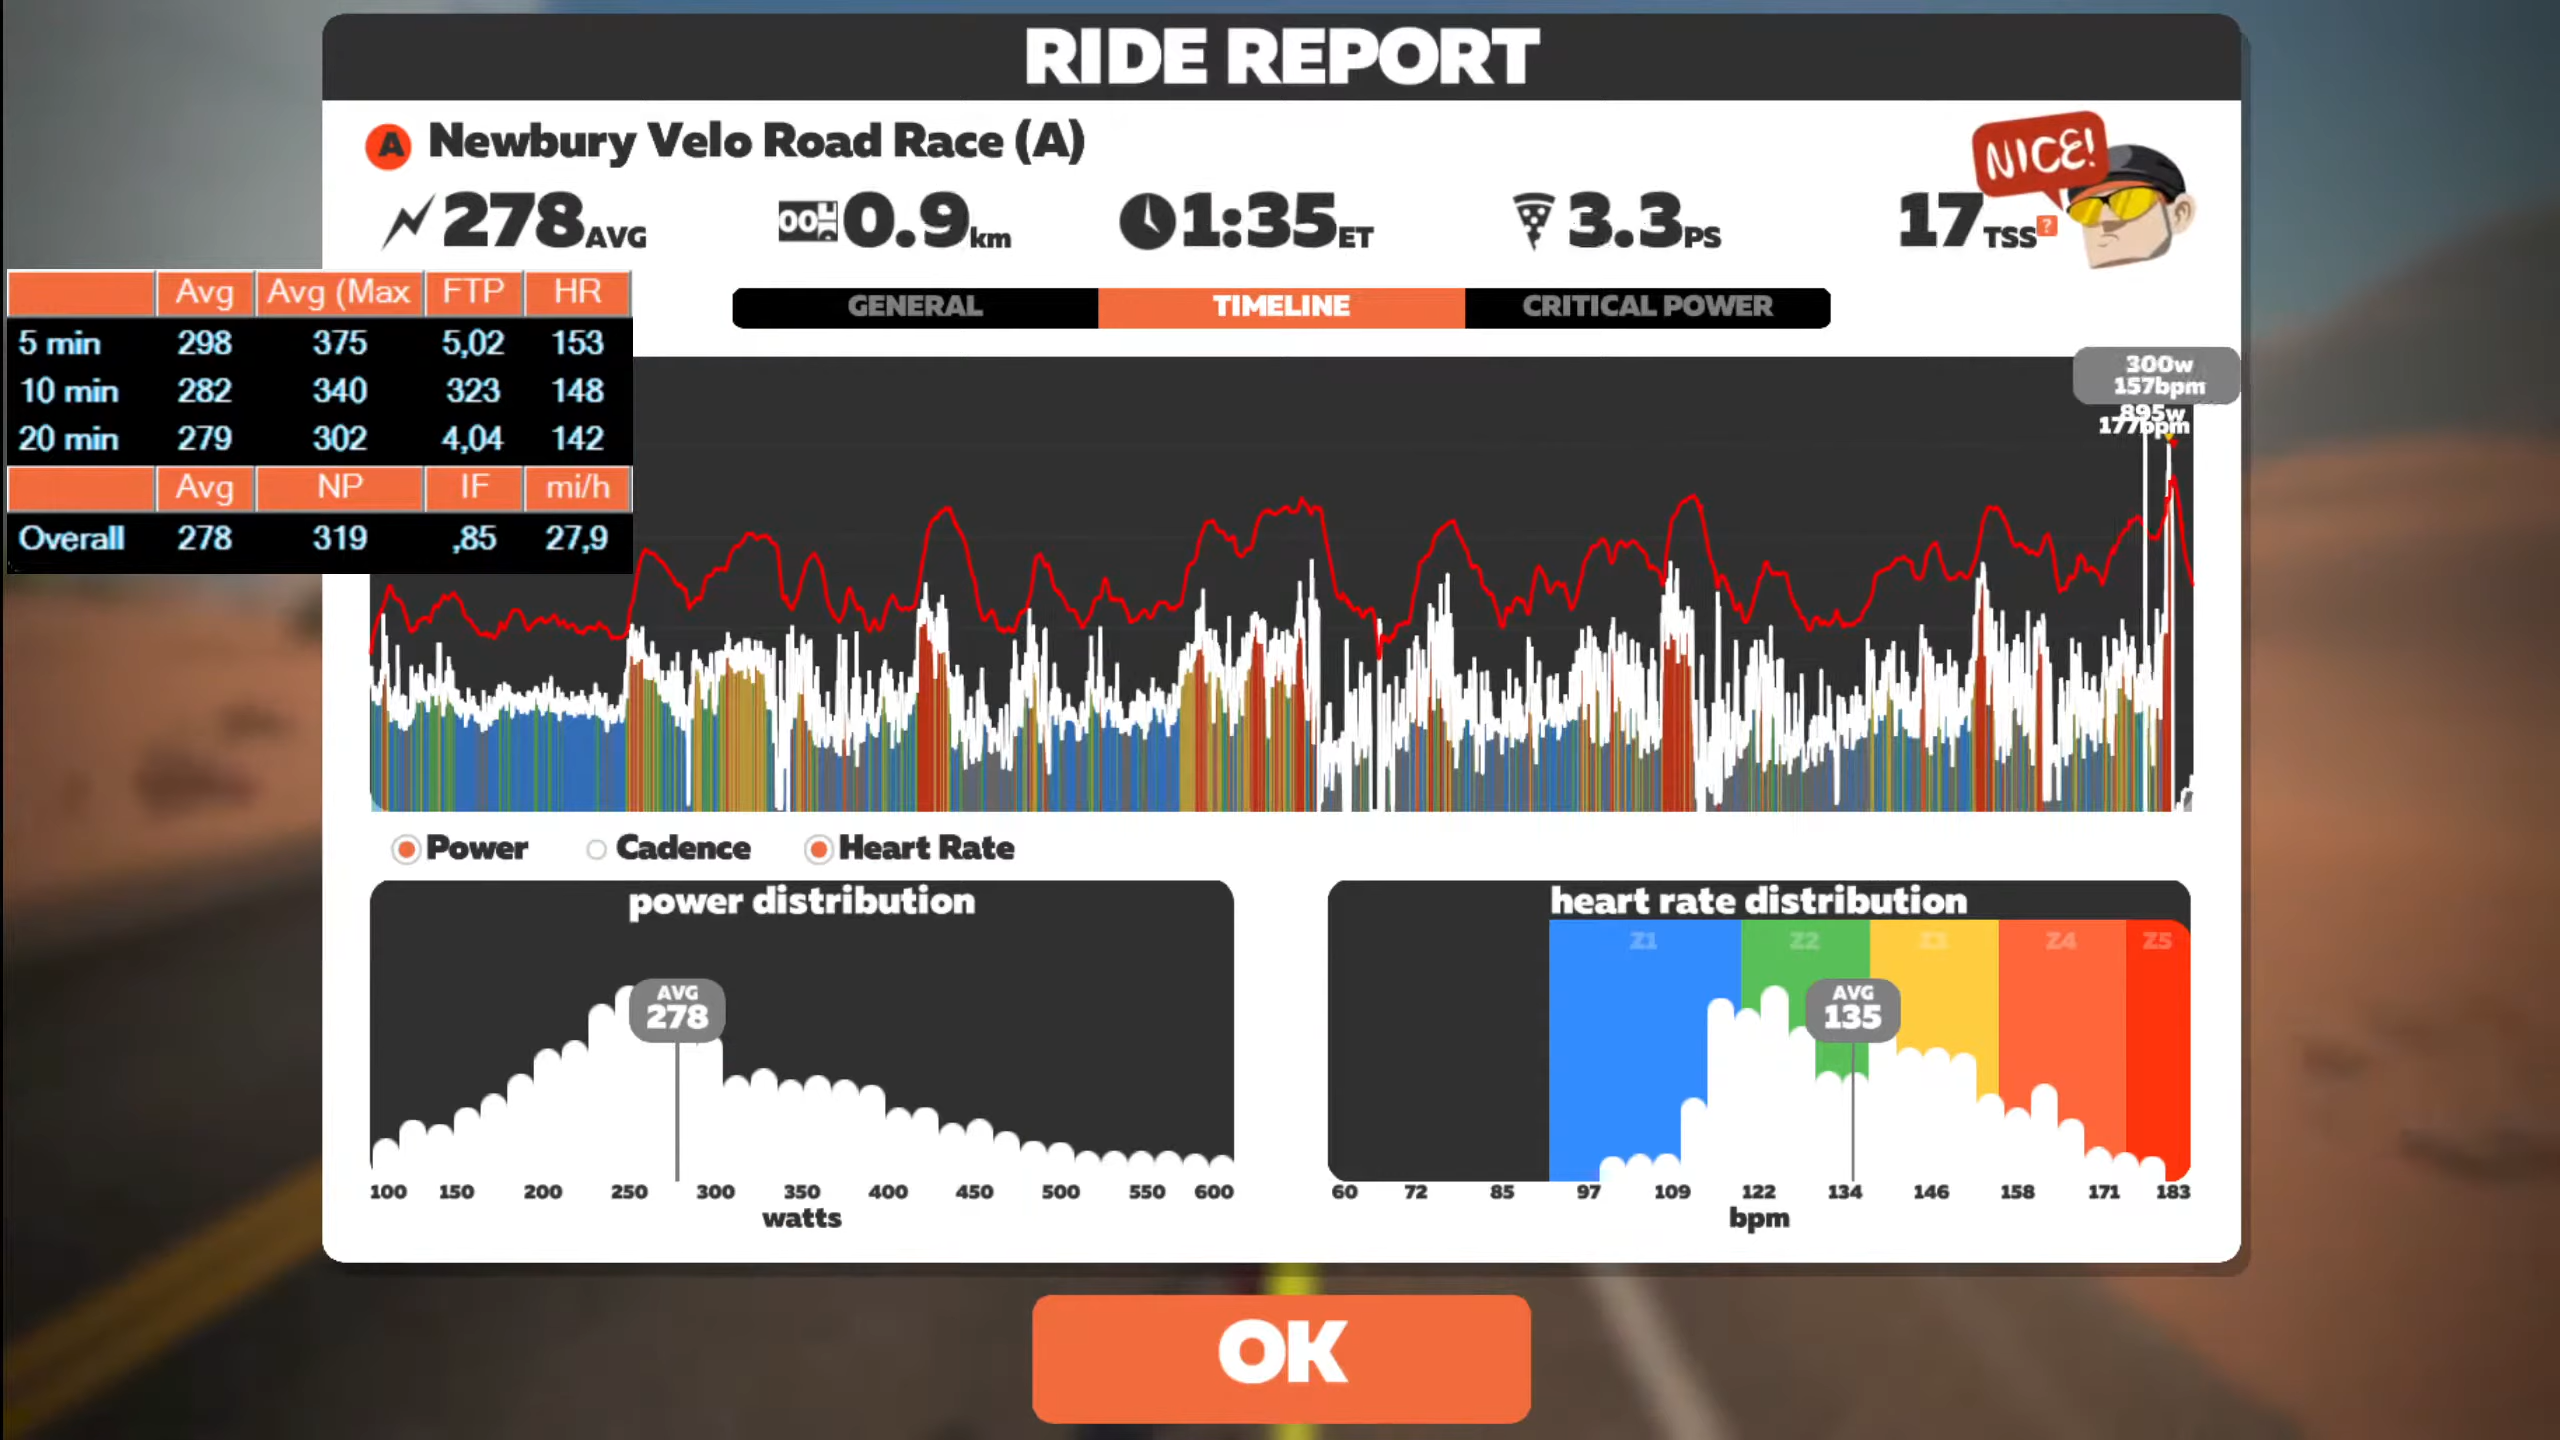 RIDE REPORT
A Newbury Velo Road Race (A)
NICE!
278AVG 0.9km 1:35ET 3.3PS 17TSS?
GENERAL TIMELINE CRITICAL POWER
Avg Avg (Max FTP HR
5 min 298 375 5,02 153
10 min 282 340 323 148
20 min 279 302 4,04 142
Avg NP IF mi/h
Overall 278 319 ,85 27,9
300w
157bpm
895w
177bpm
Power Cadence Heart Rate
power distribution
AVG
278
100 150 200 250 300 350 400 450 500 550 600
watts
heart rate distribution
Z1 Z2 Z3 Z4 Z5
AVG
135
60 72 85 97 109 122 134 146 158 171 183
bpm
OK